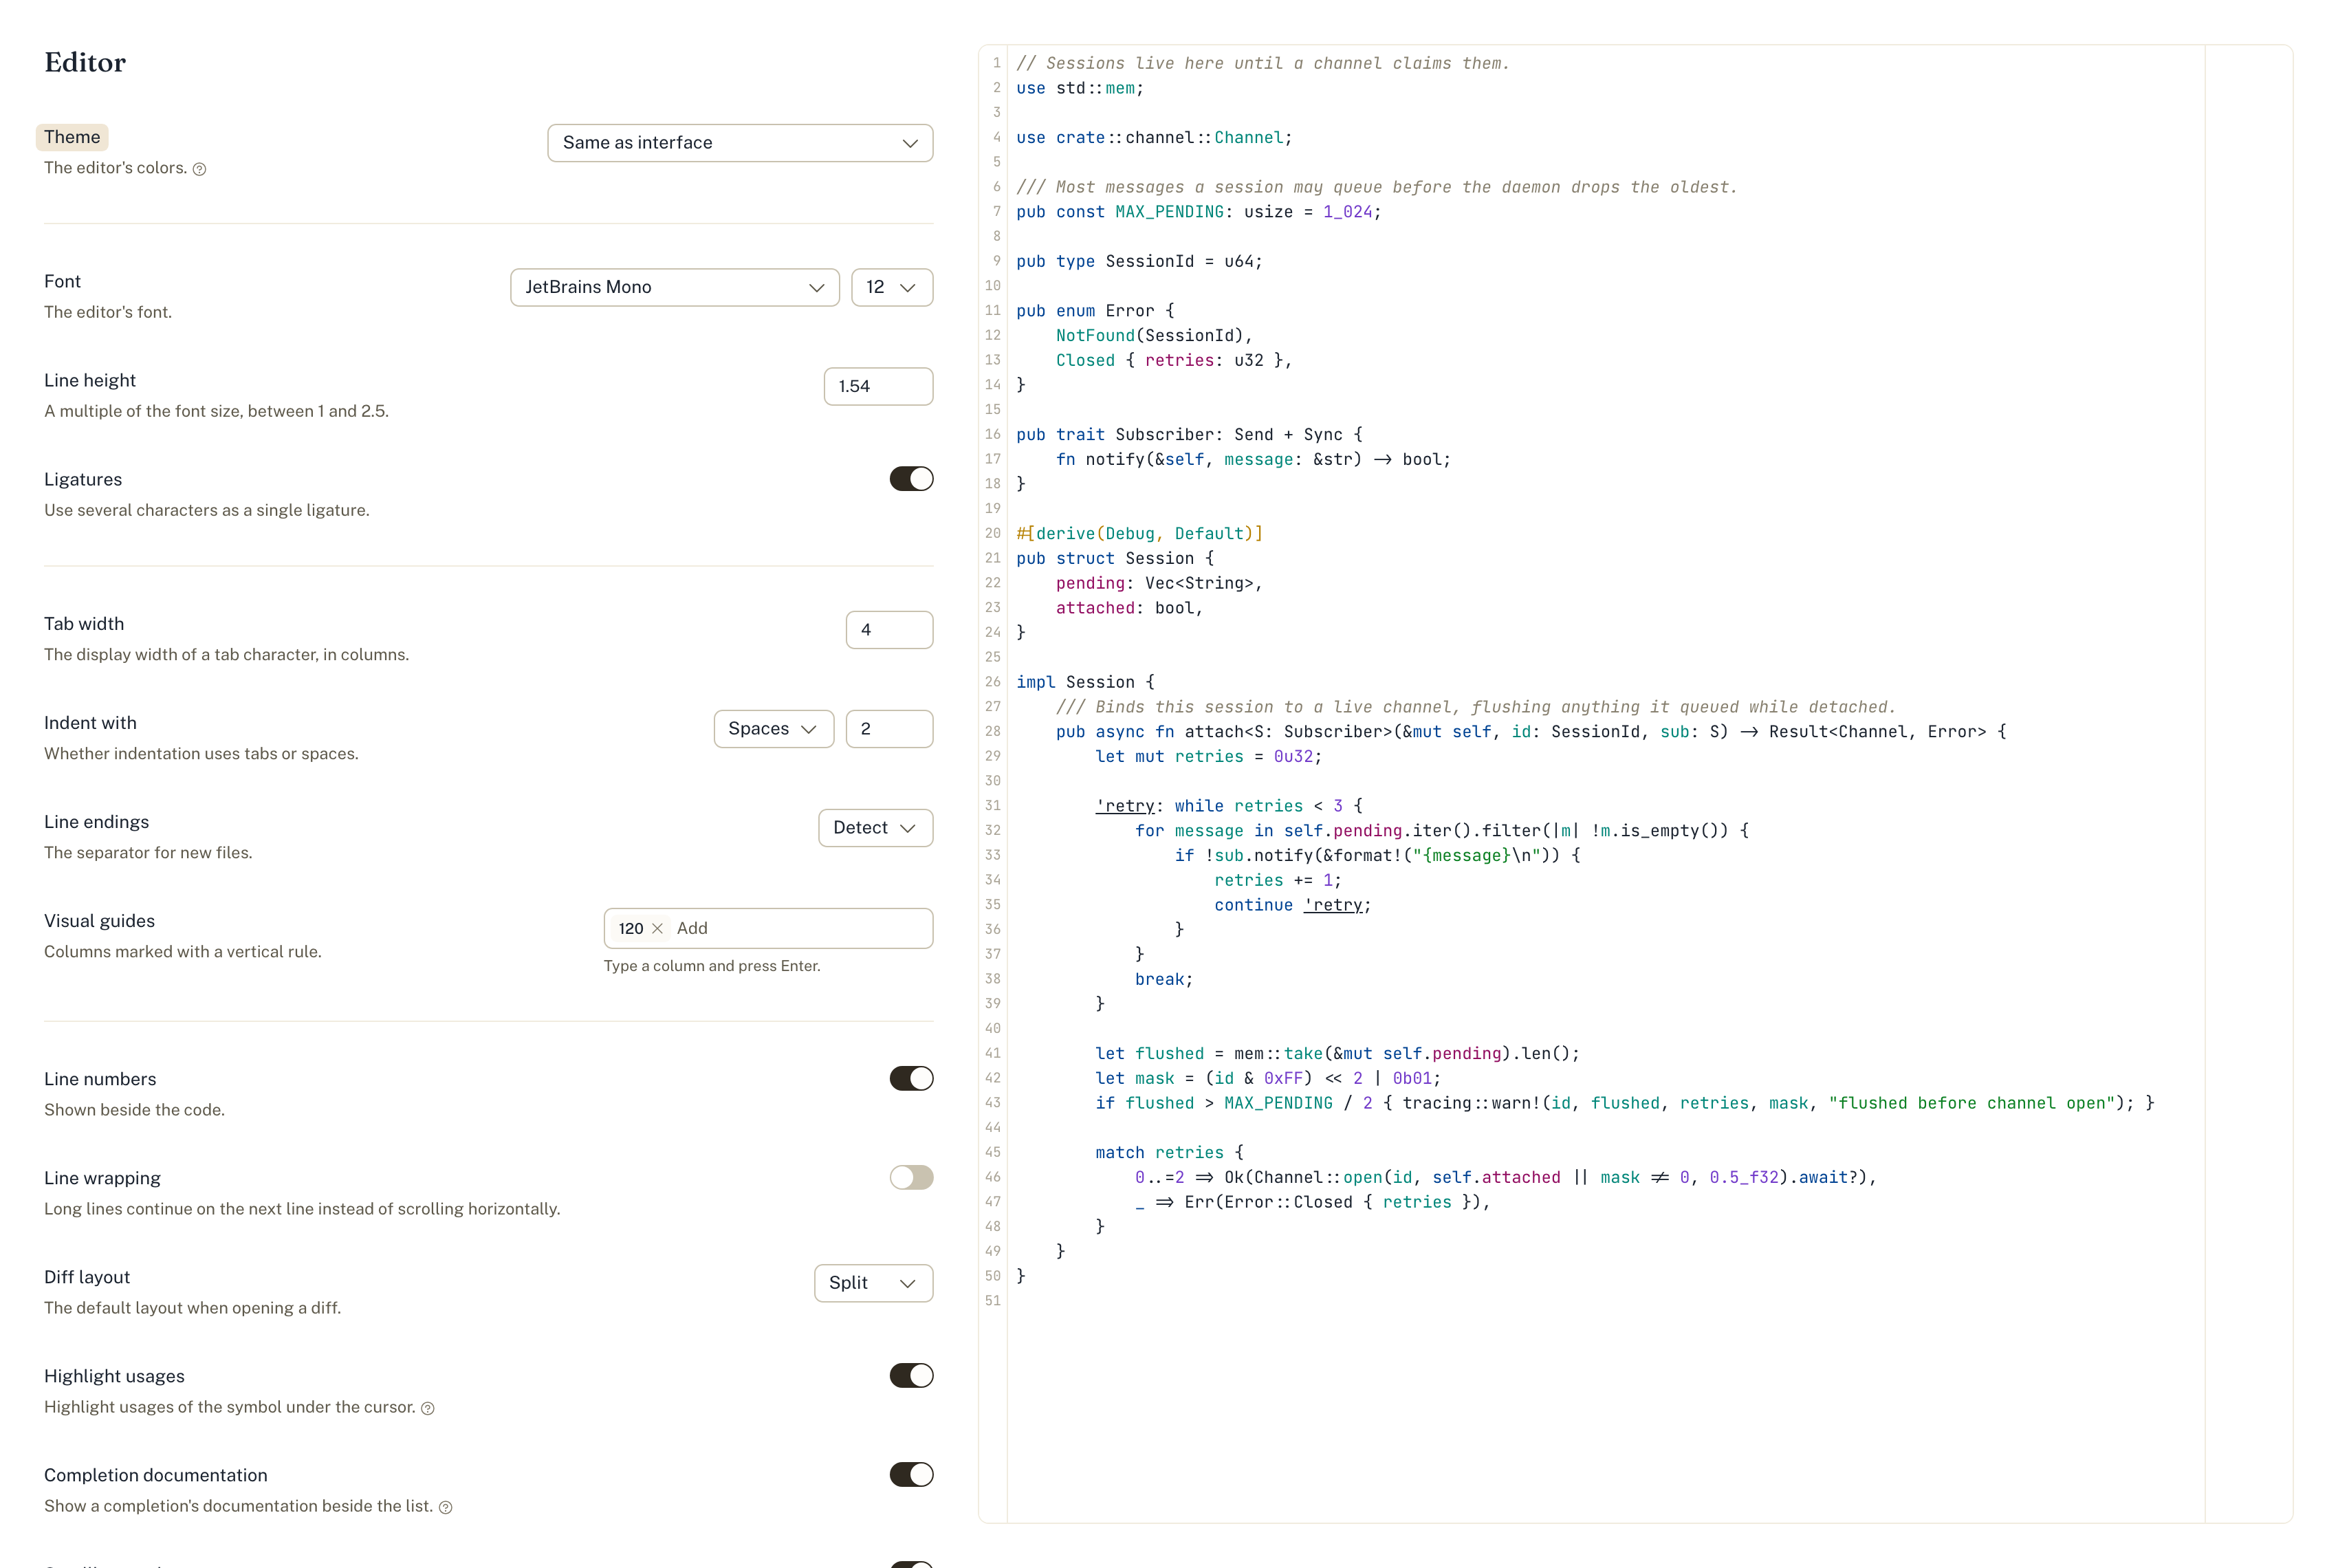 Editor
Theme
Same as interface
The editor's colors.
Font
JetBrains Mono
12
The editor's font.
Line height
1.54
A multiple of the font size, between 1 and 2.5.
Ligatures
Use several characters as a single ligature.
Tab width
4
The display width of a tab character, in columns.
Indent with
Spaces
2
Whether indentation uses tabs or spaces.
Line endings
Detect
The separator for new files.
Visual guides
120 Add
Columns marked with a vertical rule.
Type a column and press Enter.
Line numbers
Shown beside the code.
Line wrapping
Long lines continue on the next line instead of scrolling horizontally.
Diff layout
Split
The default layout when opening a diff.
Highlight usages
Highlight usages of the symbol under the cursor.
Completion documentation
Show a completion's documentation beside the list.
1 // Sessions live here until a channel claims them.
2 use std::mem;
3
4 use crate::channel::Channel;
5
6 /// Most messages a session may queue before the daemon drops the oldest.
7 pub const MAX_PENDING: usize = 1_024;
8
9 pub type SessionId = u64;
10
11 pub enum Error {
12     NotFound(SessionId),
13     Closed { retries: u32 },
14 }
15
16 pub trait Subscriber: Send + Sync {
17     fn notify(&self, message: &str) -> bool;
18 }
19
20 #[derive(Debug, Default)]
21 pub struct Session {
22     pending: Vec<String>,
23     attached: bool,
24 }
25
26 impl Session {
27     /// Binds this session to a live channel, flushing anything it queued while detached.
28     pub async fn attach<S: Subscriber>(&mut self, id: SessionId, sub: S) -> Result<Channel, Error> {
29         let mut retries = 0u32;
30
31         'retry: while retries < 3 {
32             for message in self.pending.iter().filter(|m| !m.is_empty()) {
33                 if !sub.notify(&format!("{message}\n")) {
34                     retries += 1;
35                     continue 'retry;
36                 }
37             }
38             break;
39         }
40
41         let flushed = mem::take(&mut self.pending).len();
42         let mask = (id & 0xFF) << 2 | 0b01;
43         if flushed > MAX_PENDING / 2 { tracing::warn!(id, flushed, retries, mask, "flushed before channel open"); }
44
45         match retries {
46             0..=2 => Ok(Channel::open(id, self.attached || mask != 0, 0.5_f32).await?),
47             _ => Err(Error::Closed { retries }),
48         }
49     }
50 }
51